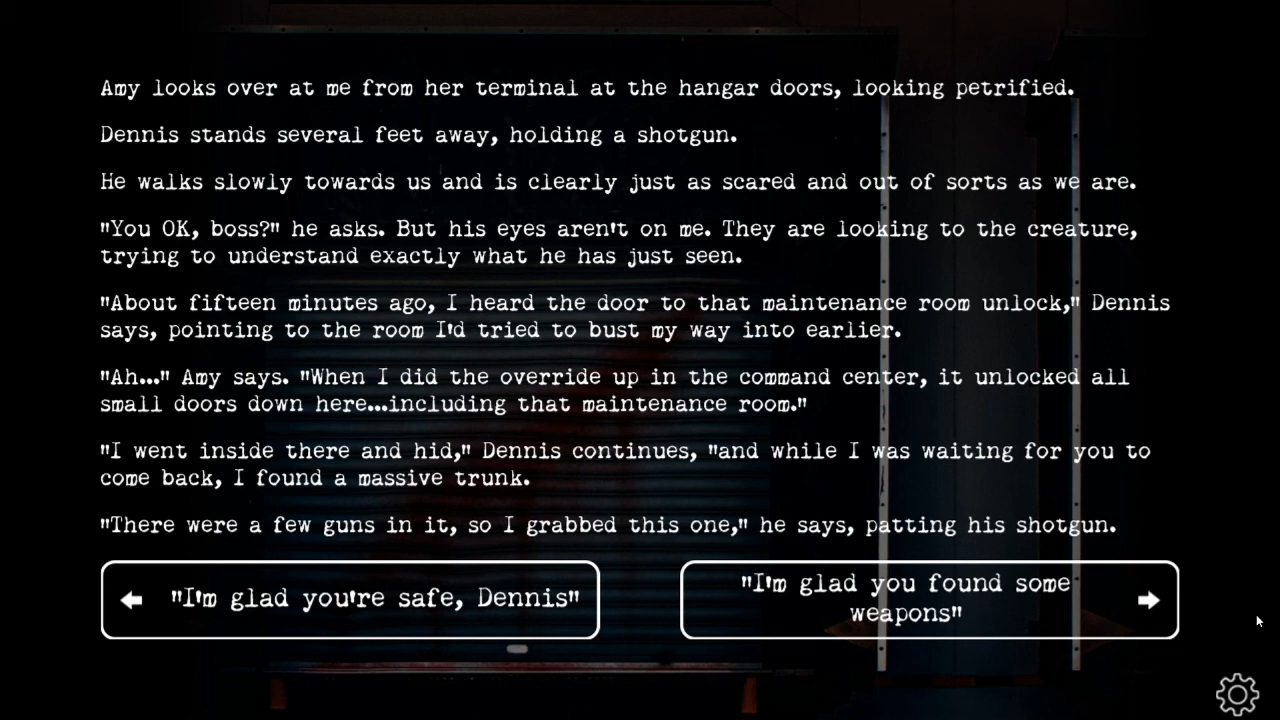 Amy looks over at me from her terminal at the hangar doors, looking petrified.
Dennis stands several feet away, holding a shotgun.
He walks slowly towards us and is clearly just as scared and out of sorts as we are.
"You OK, boss?" he asks. But his eyes aren't on me. They are looking to the creature,
trying to understand exactly what he has just seen.
"About fifteen minutes ago, I heard the door to that maintenance room unlock," Dennis
says, pointing to the room I'd tried to bust my way into earlier.
"Ah..." Amy says. "When I did the override up in the command center, it unlocked all
small doors down here...including that maintenance room."
"I went inside there and hid," Dennis continues, "and while I was waiting for you to
come back, I found a massive trunk.
"There were a few guns in it, so I grabbed this one," he says, patting his shotgun.
"I'm glad you're safe, Dennis"
"I'm glad you found some
weapons"